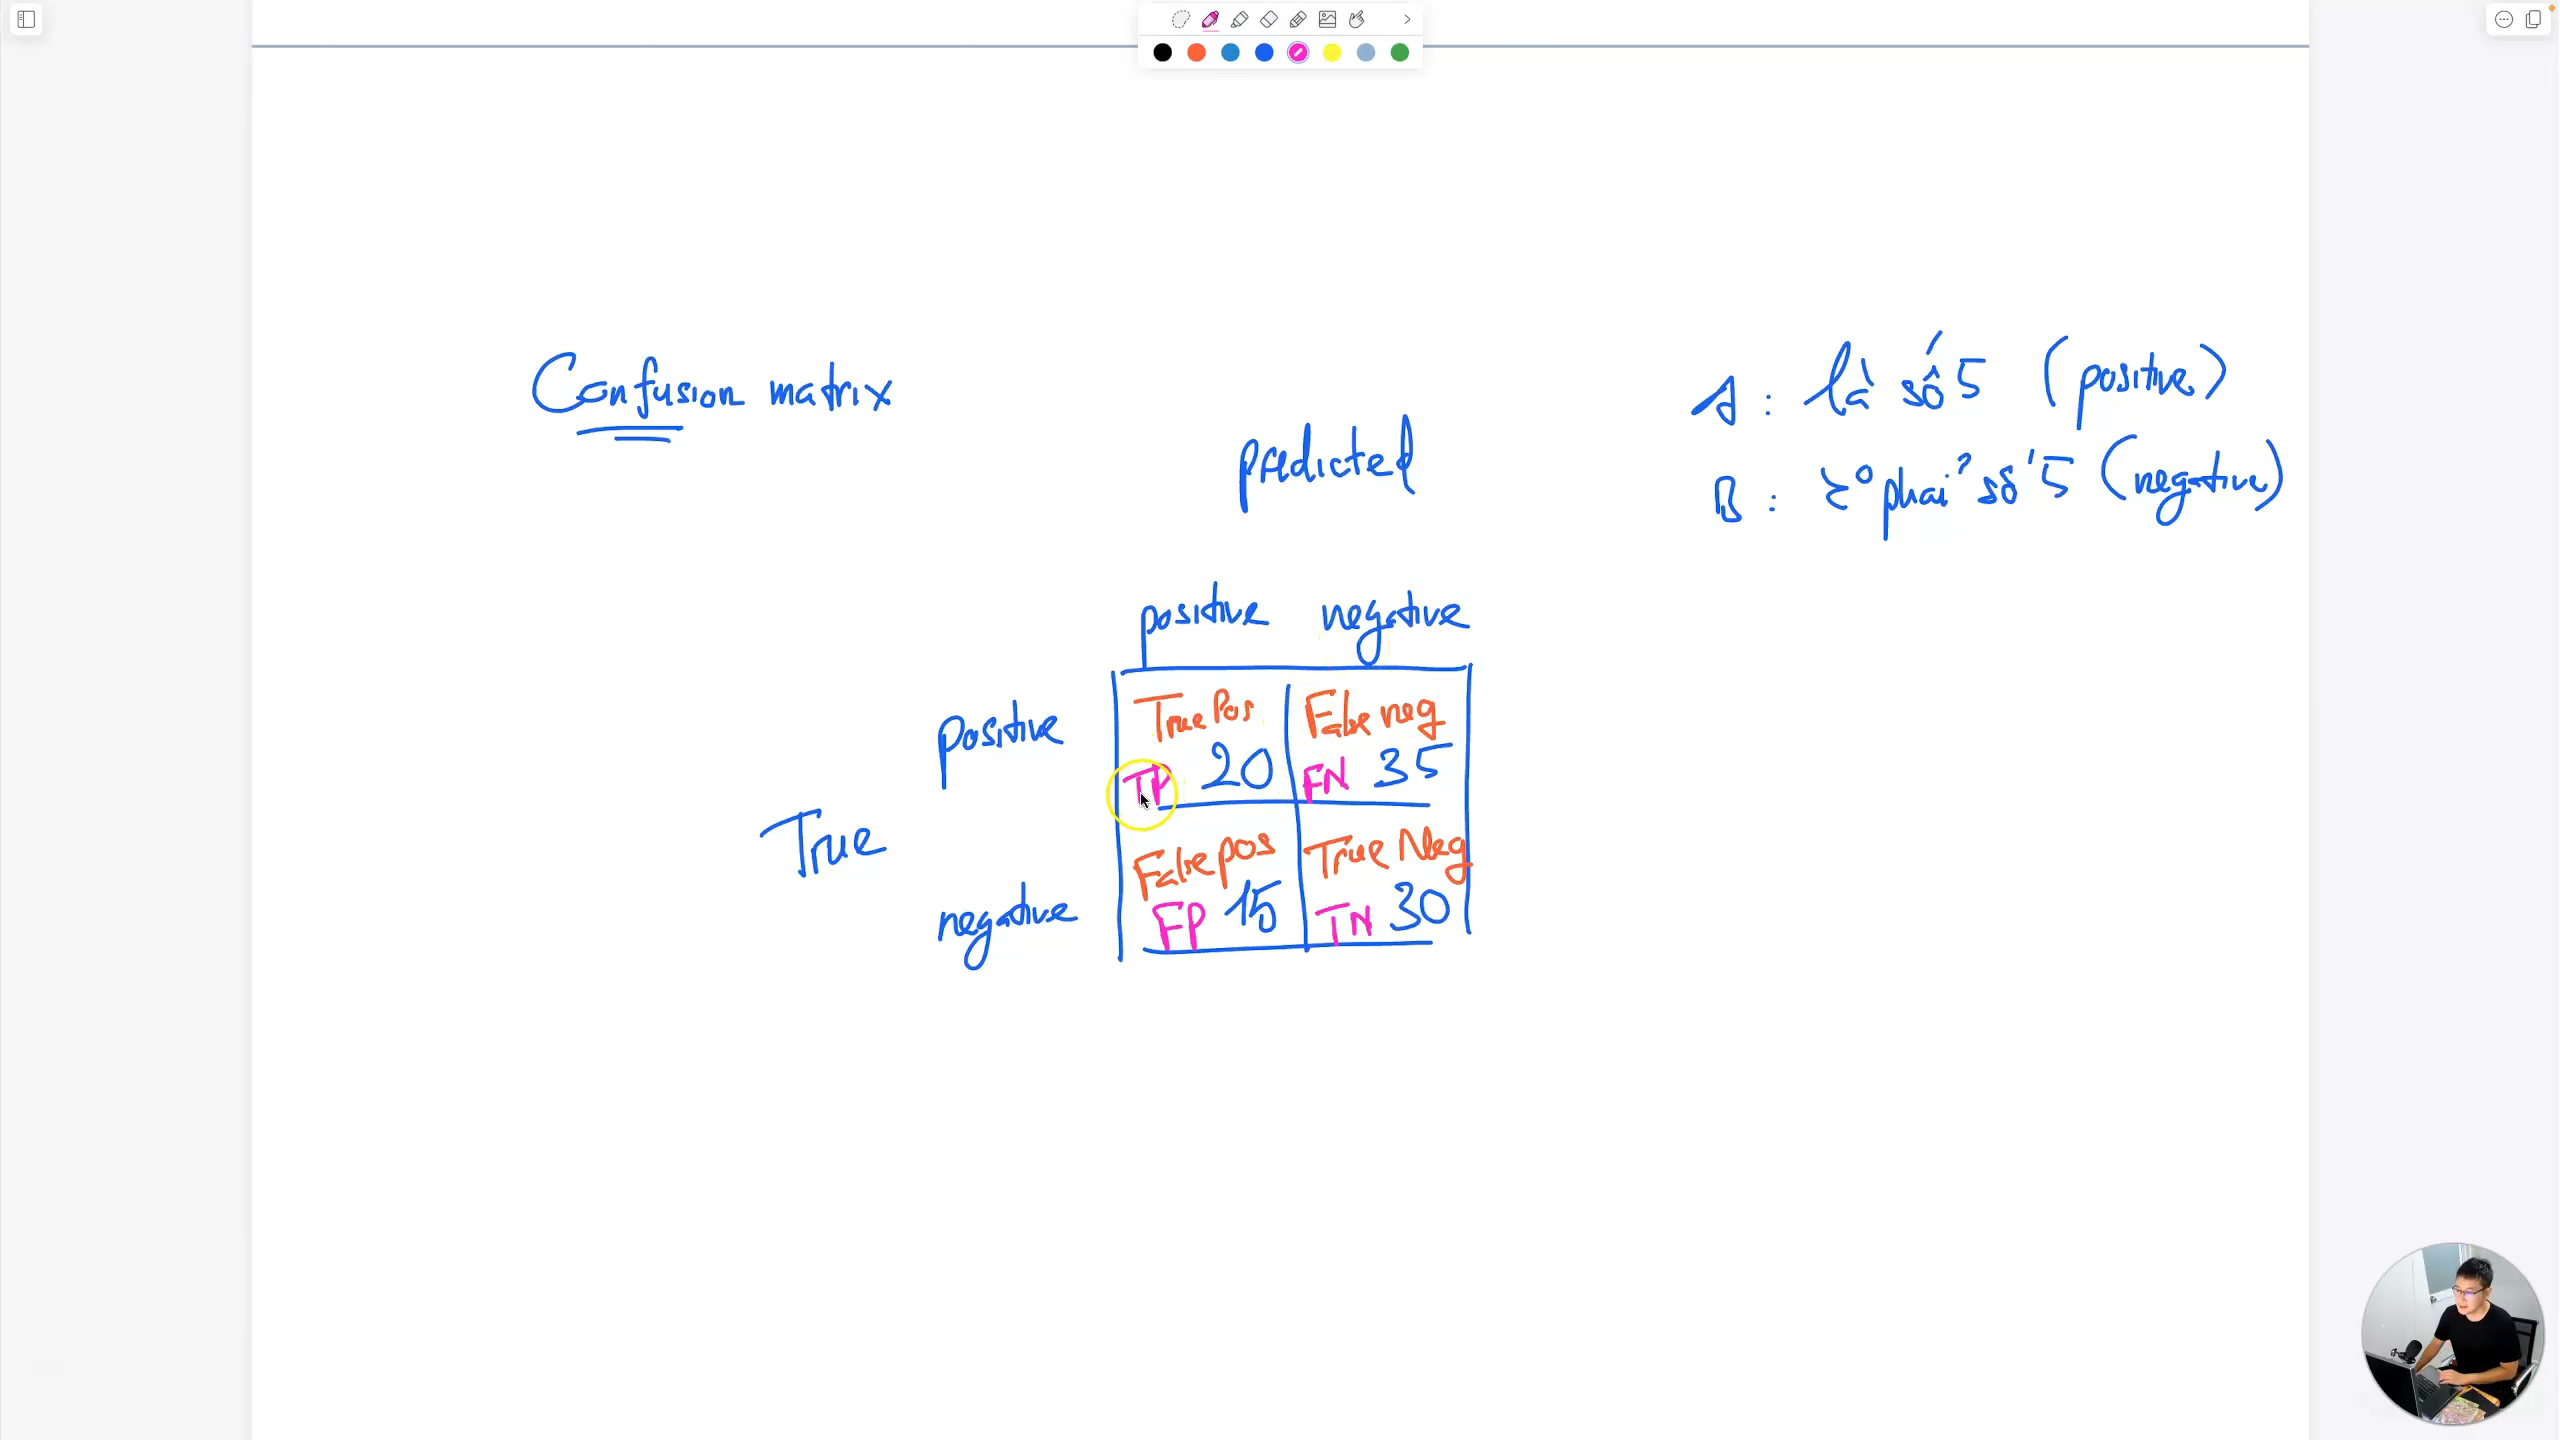 Confusion matrix
A : là số 5 (positive)
predicted
B : k° phải số 5 (negative)
positive negative
positive
True Pos
TP 20
False neg
FN 35
True
negative
False pos
FP 15
True Neg
TN 30